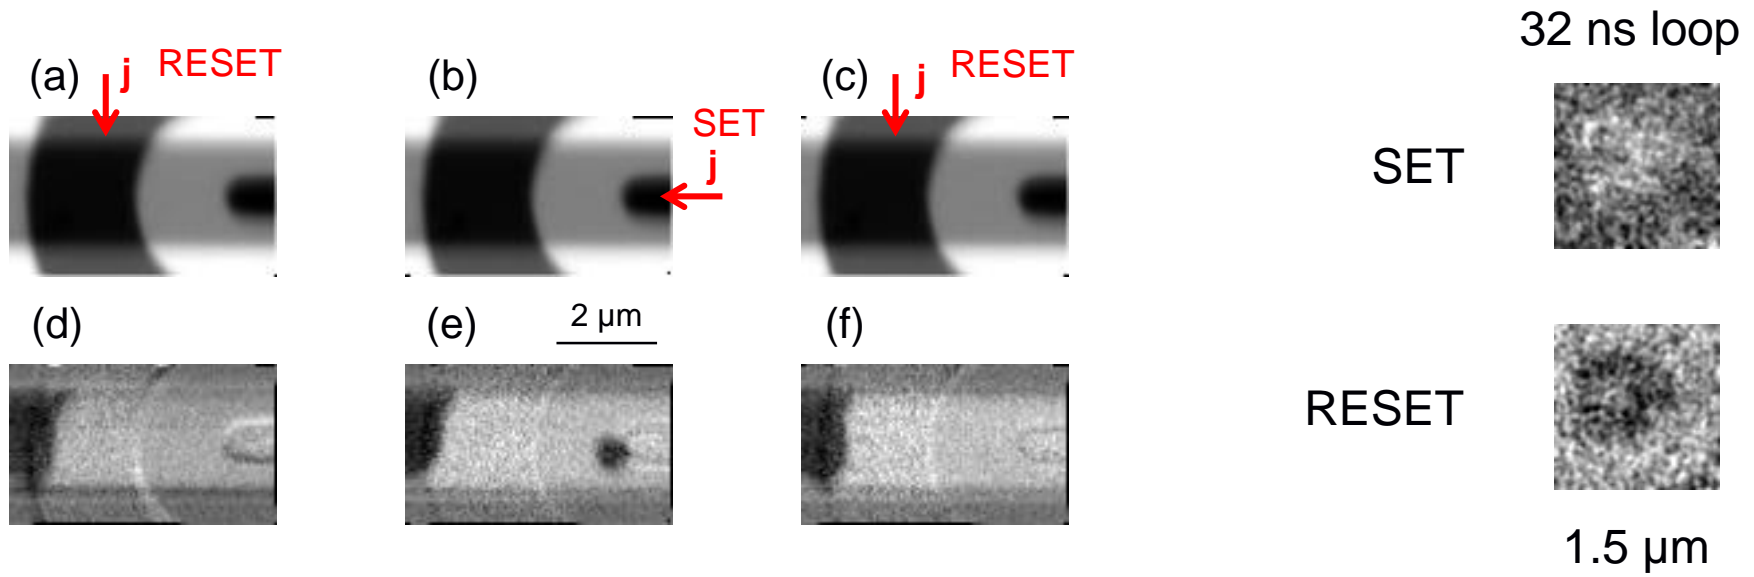 (a) j RESET
(b)
SET
j
(c) j RESET
(d)
(e) 2 µm
(f)
32 ns loop
SET
RESET
1.5 µm